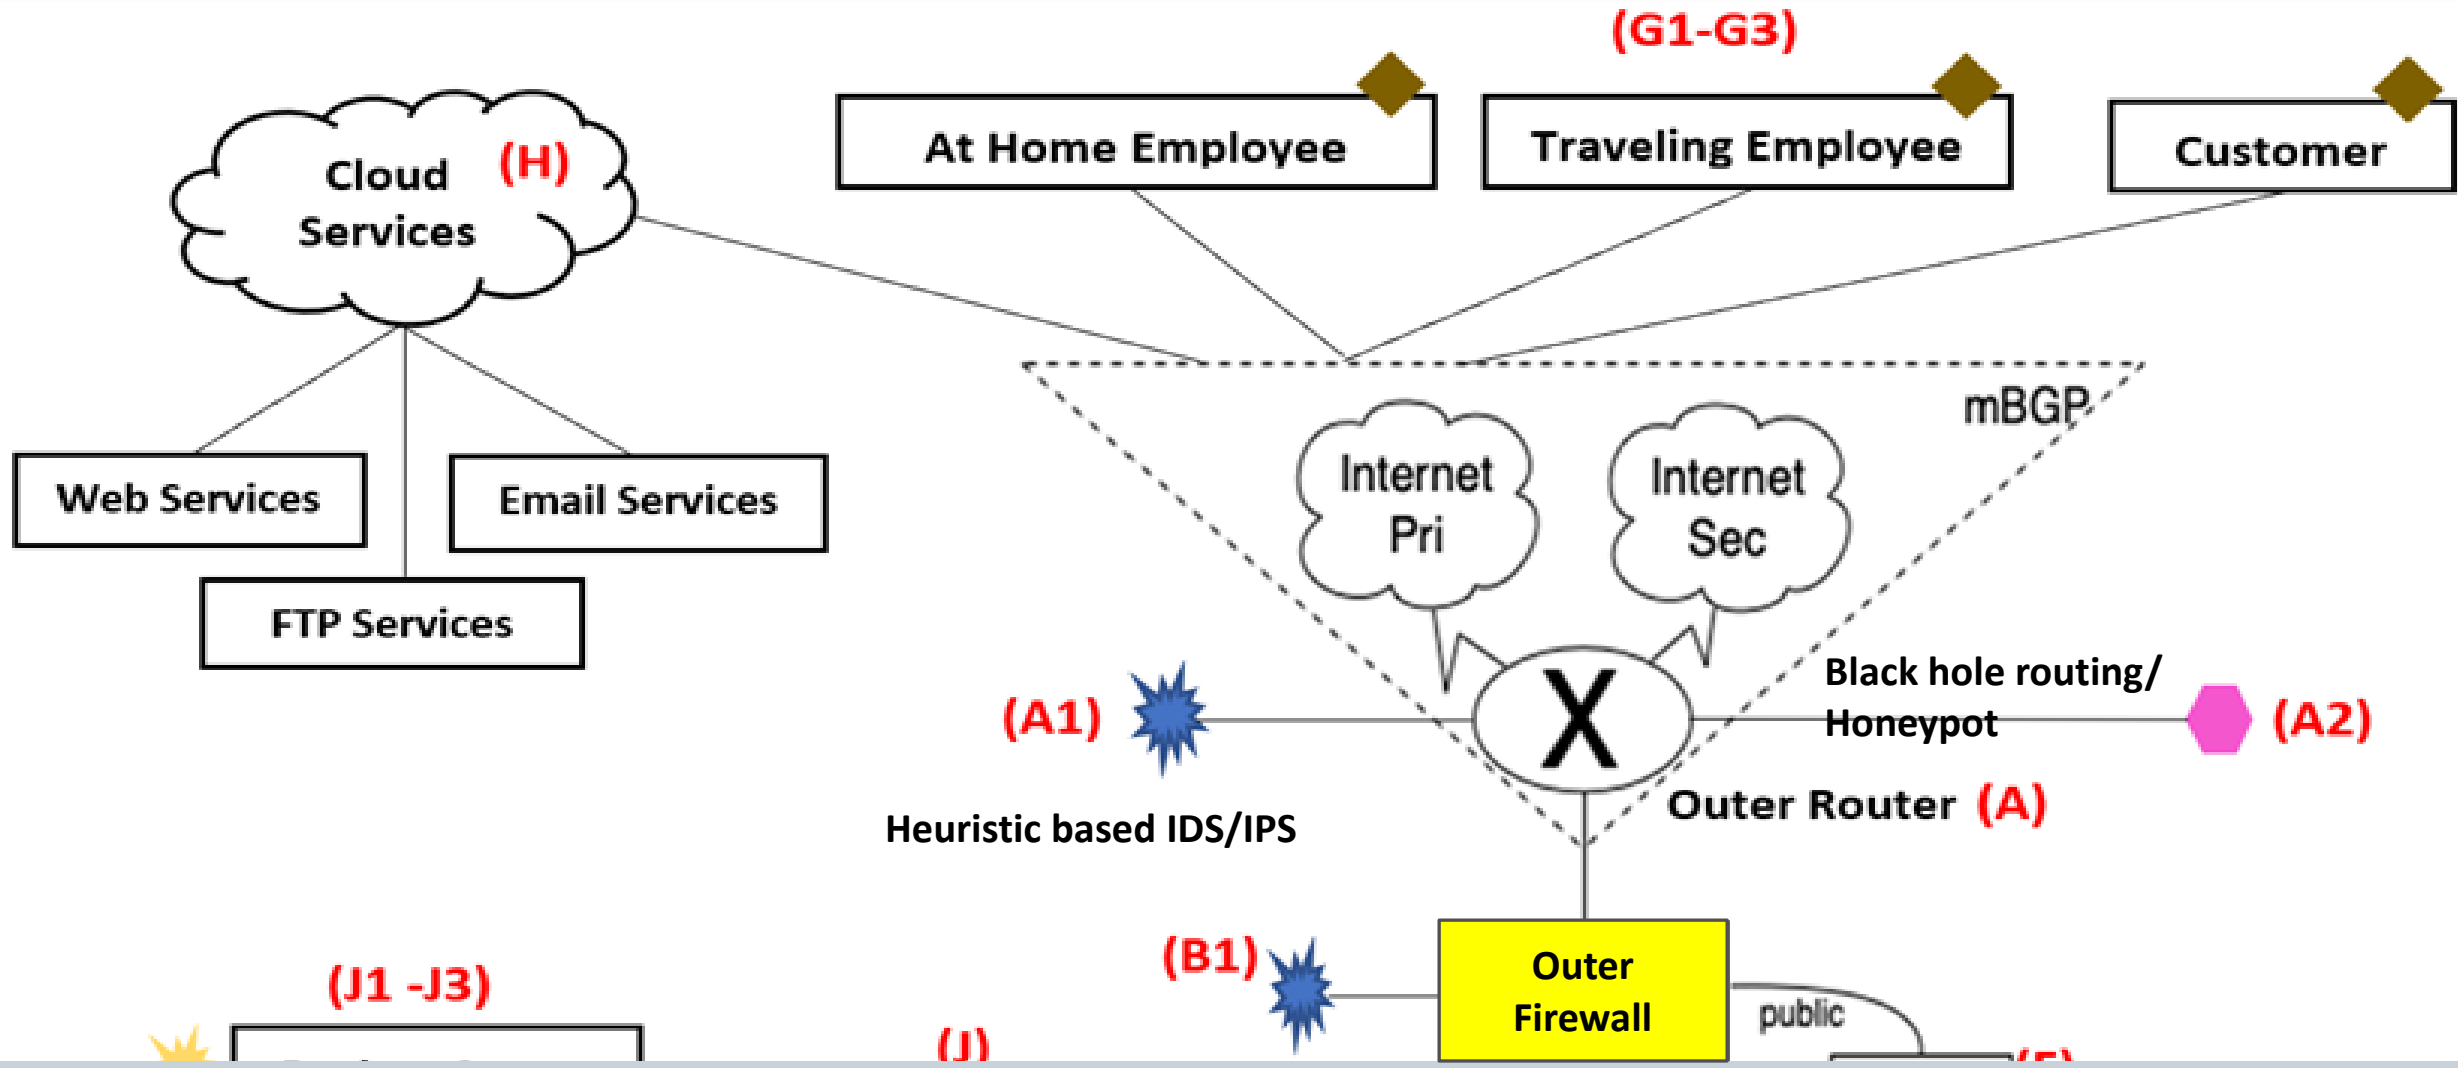 (G1-G3)
At Home Employee
Traveling Employee
Customer
Cloud (H)
Services
mBGP
Internet
Pri
Internet
Sec
Web Services
Email Services
FTP Services
(A1)
X
Black hole routing/
Honeypot
(A2)
Outer Router (A)
Heuristic based IDS/IPS
(B1)
Outer
Firewall
public
(J1 -J3)
(J)